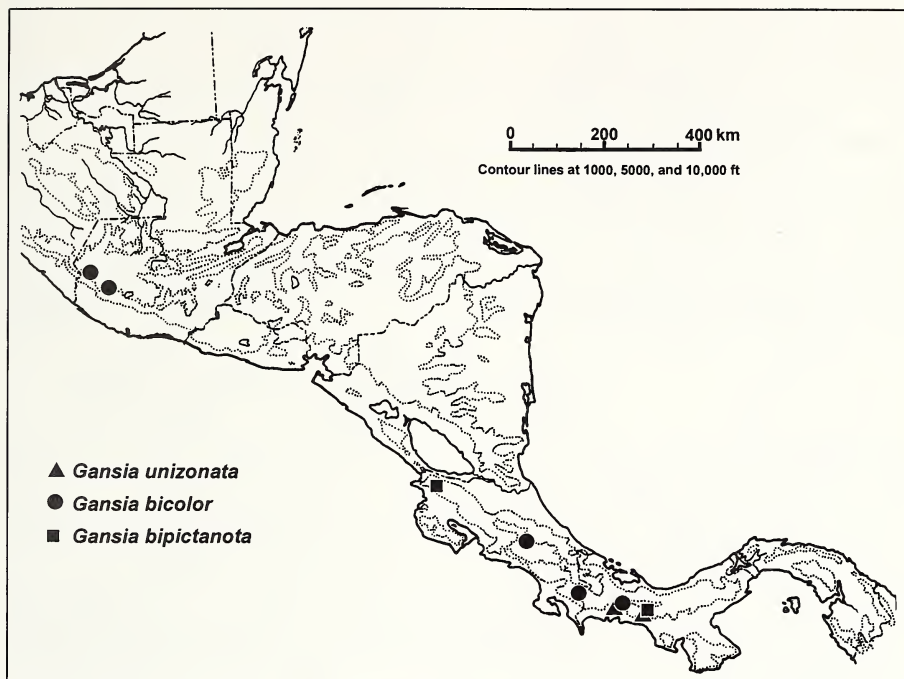 0 200 400 km
Contour lines at 1000, 5000, and 10,000 ft
Gansia unizonata
Gansia bicolor
Gansia bipictanota